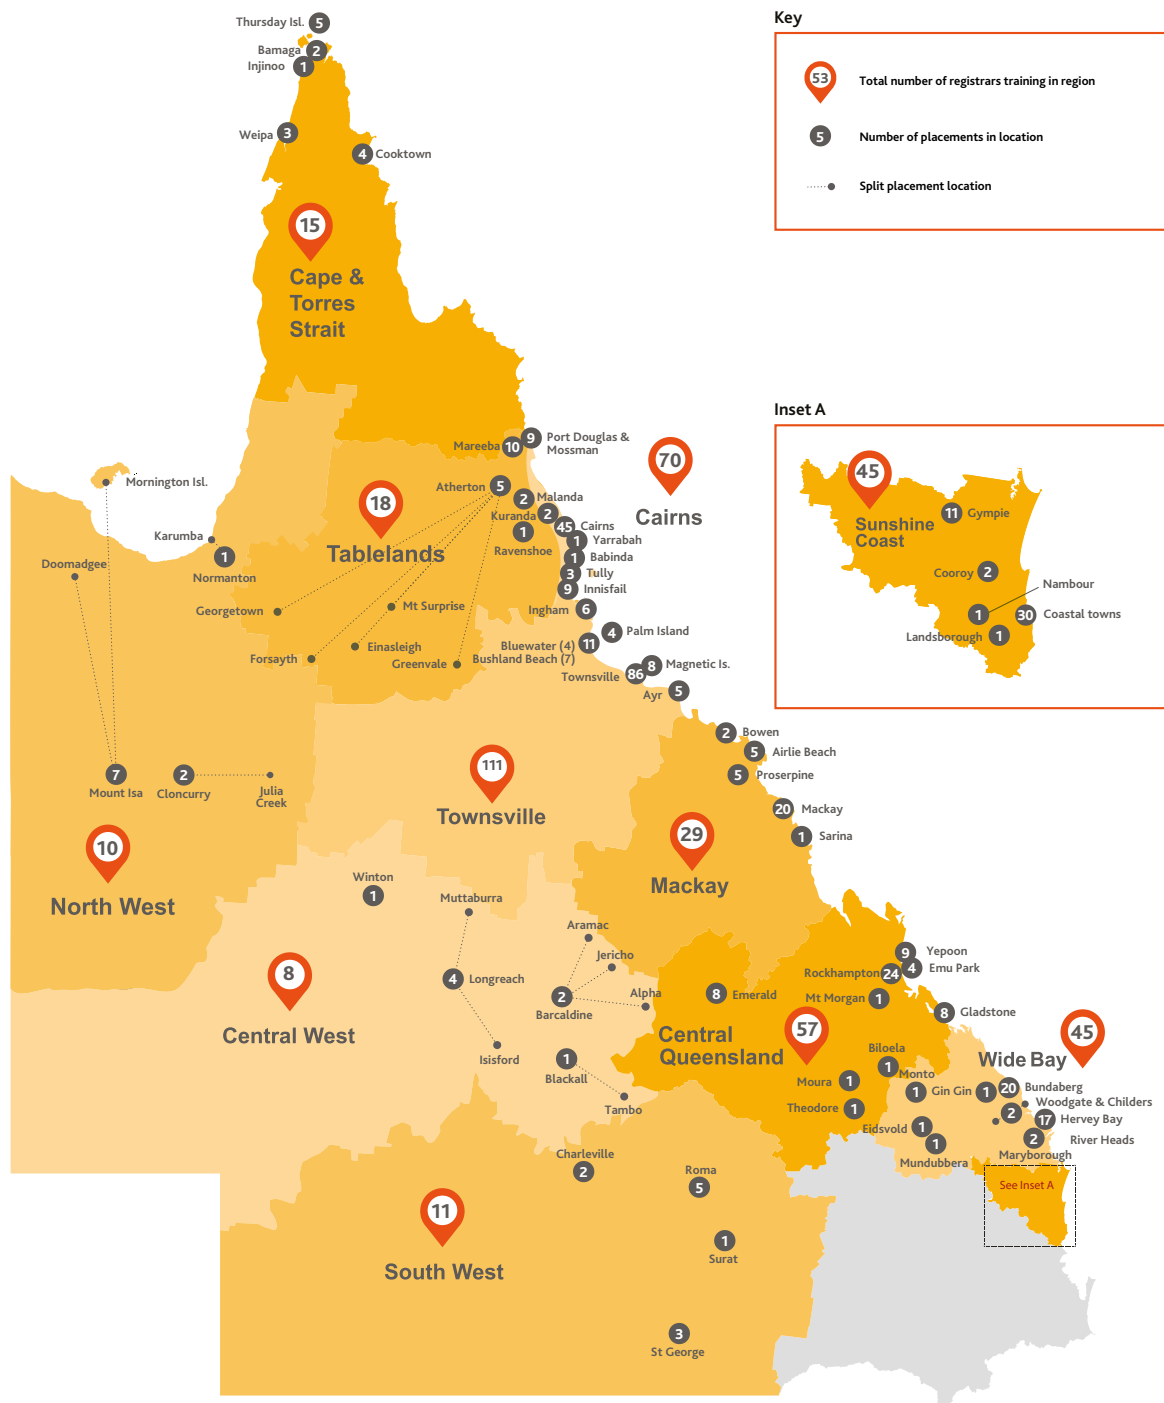 Key
53
Total number of registrars training in region
5
Number of placements in location
Split placement location
Thursday Isl.
5
Bamaga
2
Injinoo
1
Weipa
3
4
Cooktown
15
Cape &
Torres
Strait
Inset A
45
Sunshine
Coast
11
Gympie
Cooroy
2
Nambour
1
30
Coastal towns
Landsborough
1
Mareeba
10
9
Port Douglas &
Mossman
70
Cairns
Mornington Isl.
Atherton
5
18
Tablelands
2
Malanda
Kuranda
2
45
Cairns
1
Ravenshoe
1
Yarrabah
1
Babinda
3
Tully
9
Innisfail
Karumba
1
Normanton
Doomadgee
Georgetown
Mt Surprise
Ingham
6
4
Palm Island
Einasleigh
Forsayth
Greenvale
Bluewater (4)
Bushland Beach (7)
11
Townsville
86
8
Magnetic Is.
Ayr
5
2
Bowen
5
Airlie Beach
5
Proserpine
7
Mount Isa
2
Cloncurry
Julia
Creek
111
Townsville
20
Mackay
1
Sarina
29
Mackay
10
North West
Winton
1
Muttaburra
Aramac
Jericho
8
Central West
4
Longreach
2
Barcaldine
Alpha
Isisford
1
Blackall
Tambo
9
Yepoon
Rockhampton
24
4
Emu Park
8
Emerald
Mt Morgan
1
8
Gladstone
Central
Queensland
57
45
Wide Bay
Biloela
1
Moura
1
Monto
1
Gin Gin
1
20
Bundaberg
Woodgate & Childers
Theodore
1
2
17
Hervey Bay
Eidsvold
1
1
Mundubbera
2
River Heads
Maryborough
See Inset A
Charleville
2
Roma
5
11
South West
1
Surat
3
St George